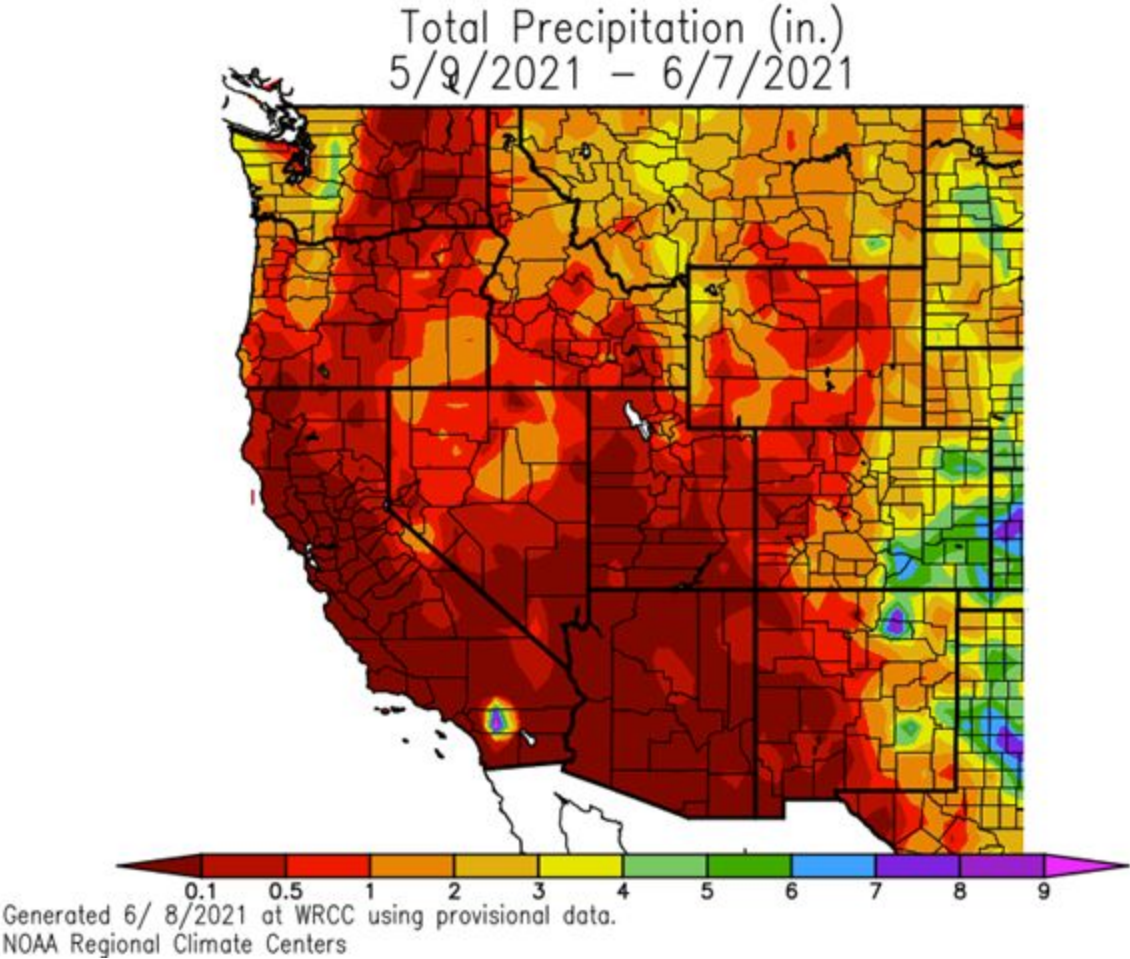 Total Precipitation (in.)
5/9/2021 – 6/7/2021
0.1 0.5 1 2 3 4 5 6 7 8 9
Generated 6/ 8/2021 at WRCC using provisional data.
NOAA Regional Climate Centers